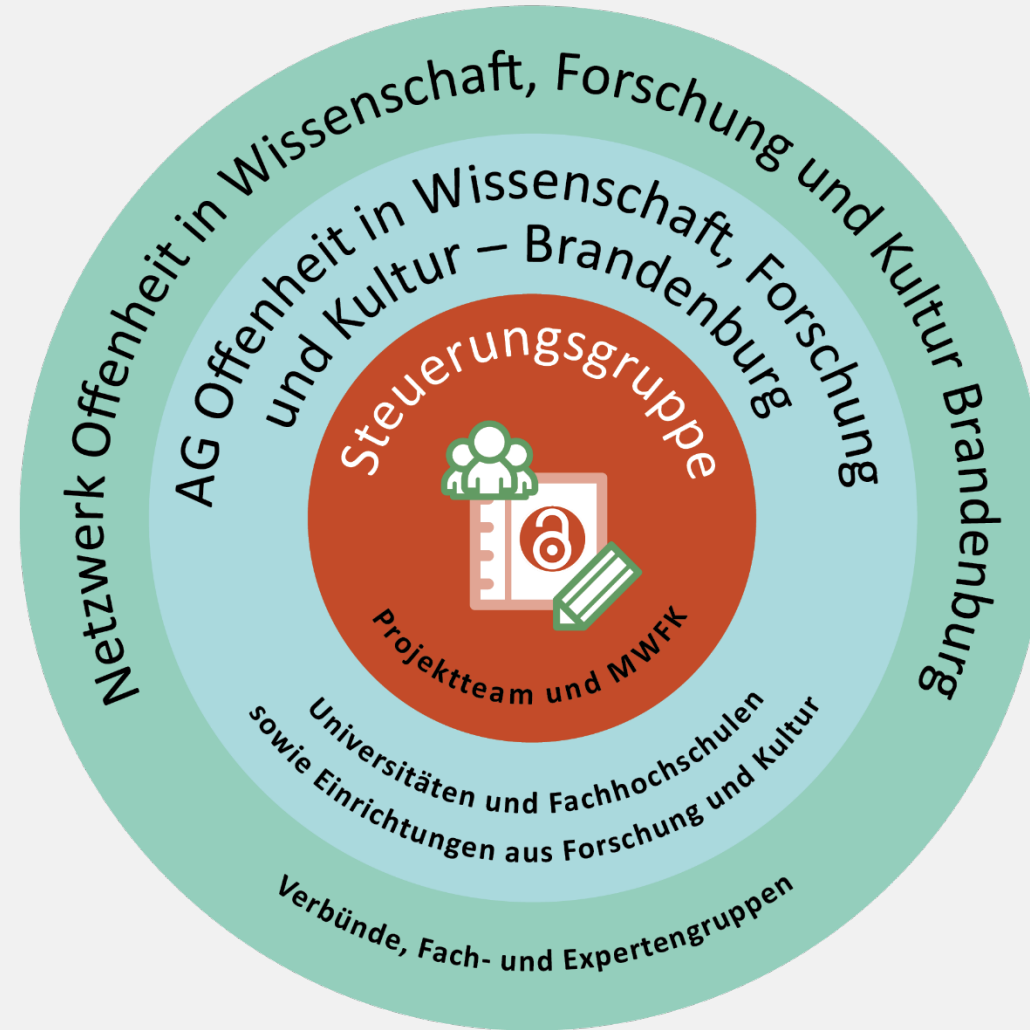 Netzwerk Offenheit in Wissenschaft, Forschung und Kultur Brandenburg
AG Offenheit in Wissenschaft, Forschung
und Kultur – Brandenburg
Steuerungsgruppe
Projektteam und MWFK
Universitäten und Fachhochschulen
sowie Einrichtungen aus Forschung und Kultur
Verbünde, Fach- und Expertengruppen